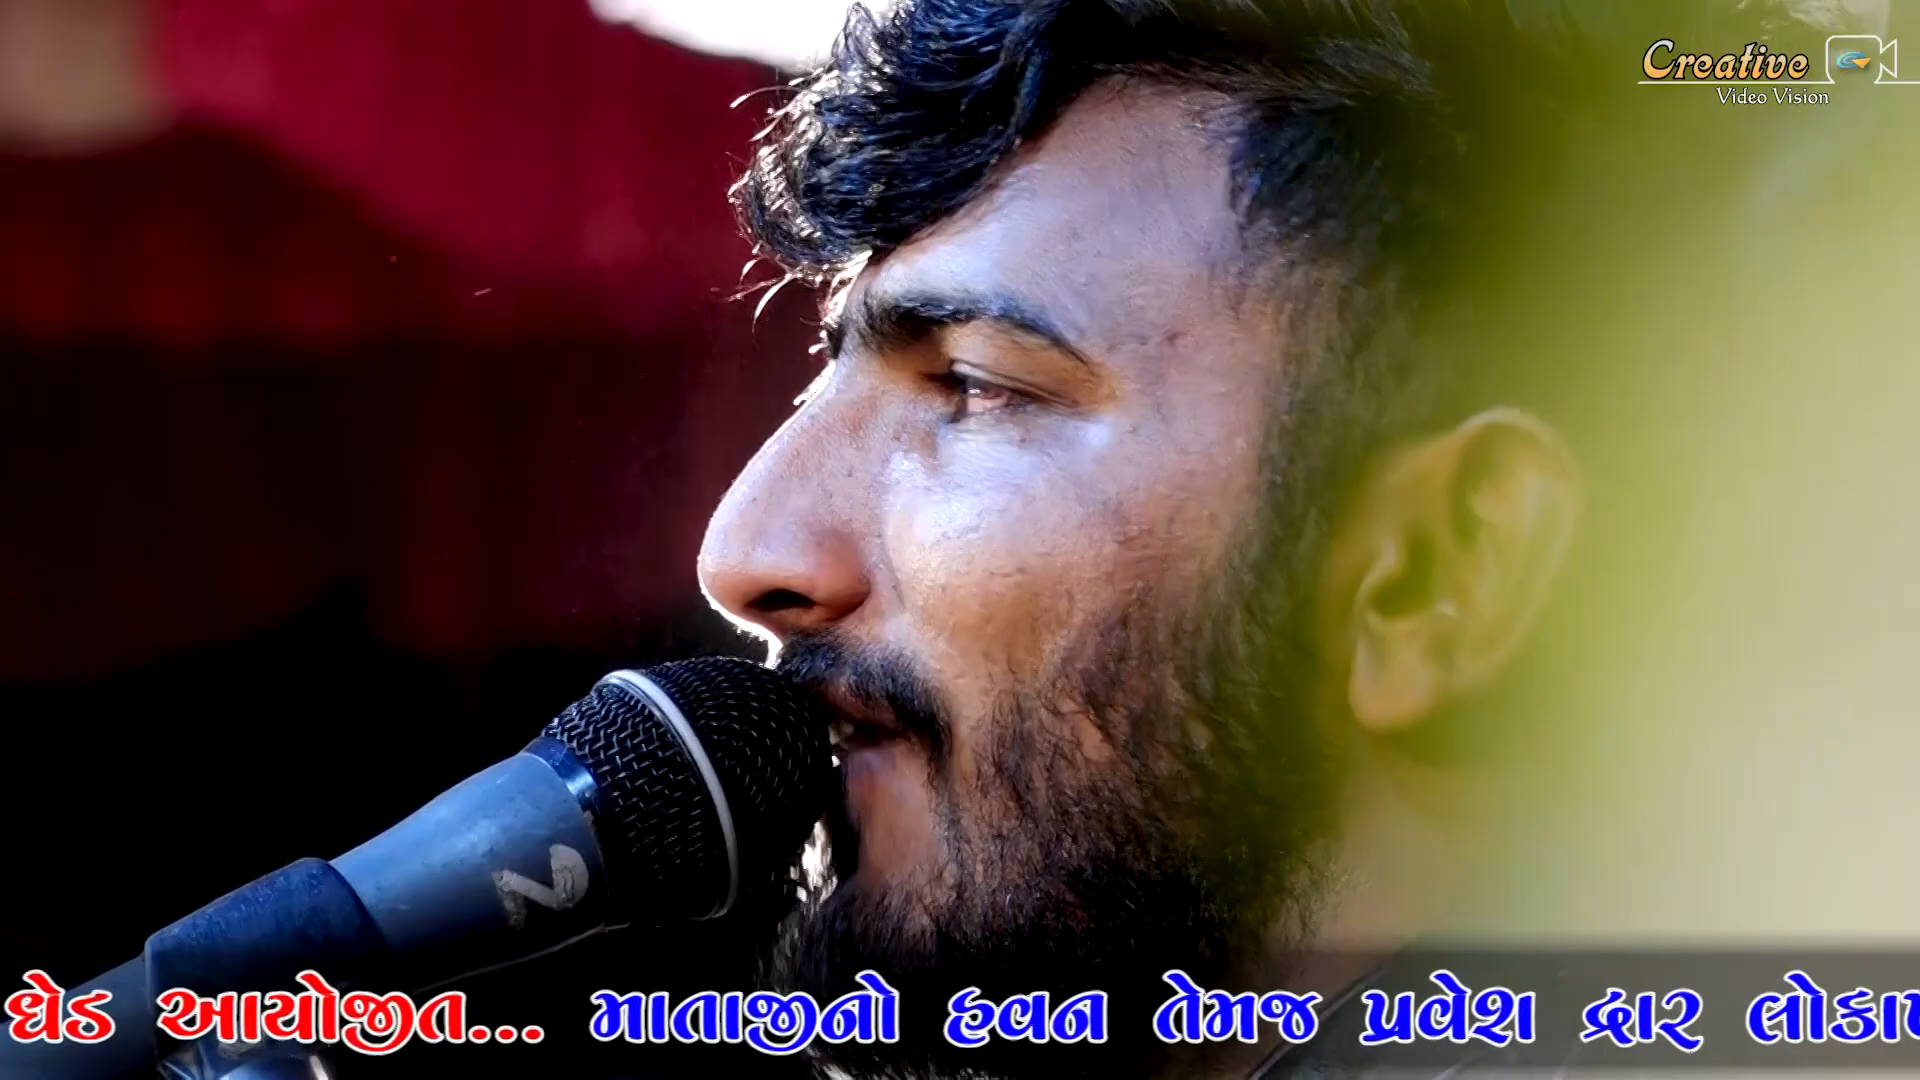 Creative
Video Vision
ઘેડ આયોજીત... માતાજીનો હવન તેમજ પ્રવેશ દ્વાર